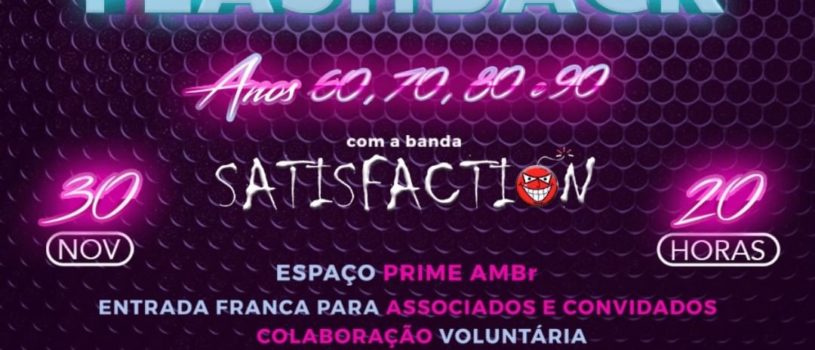 FLASHBACK
Anos 60, 70, 80 e 90
com a banda
SATISFACTION
30
NOV
20
HORAS
ESPAÇO PRIME AMBr
ENTRADA FRANCA PARA ASSOCIADOS E CONVIDADOS
COLABORAÇÃO VOLUNTÁRIA